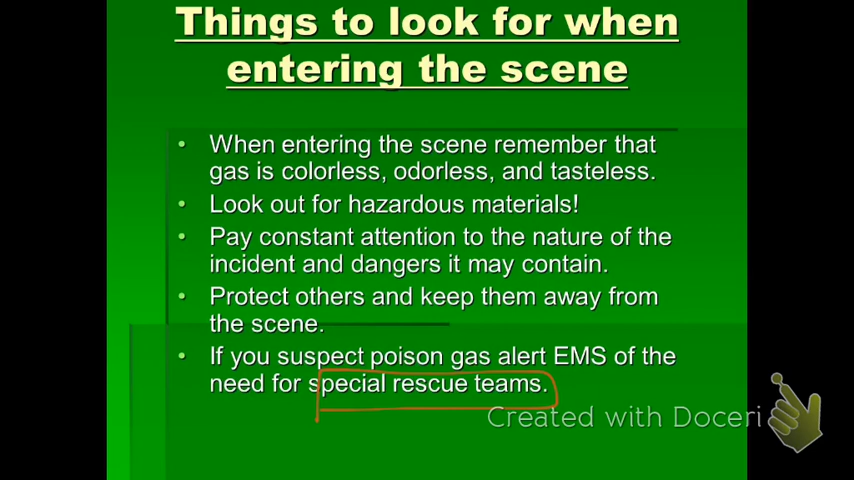 Things to look for when
entering the scene
• When entering the scene remember that
gas is colorless, odorless, and tasteless.
• Look out for hazardous materials!
• Pay constant attention to the nature of the
incident and dangers it may contain.
• Protect others and keep them away from
the scene.
• If you suspect poison gas alert EMS of the
need for special rescue teams.
Created with Doceri